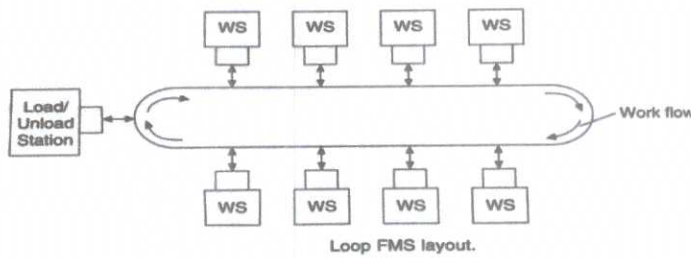 WS WS WS WS
Load/
Unload
Station
Work flow
WS WS WS WS
Loop FMS layout.